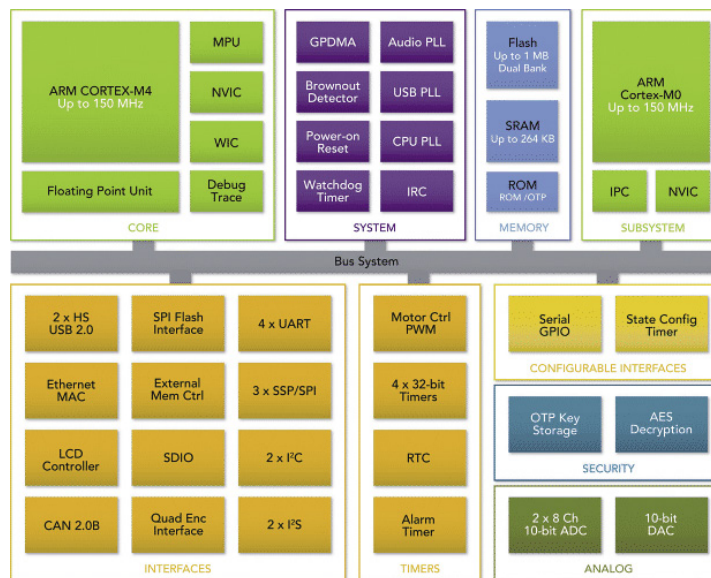 ARM CORTEX-M4
Up to 150 MHz
MPU
NVIC
WIC
Floating Point Unit
Debug
Trace
CORE
GPDMA
Audio PLL
Brownout
Detector
USB PLL
Power-on
Reset
CPU PLL
Watchdog
Timer
IRC
SYSTEM
Flash
Up to 1 MB
Dual Bank
SRAM
Up to 264 KB
ROM
ROM /OTP
MEMORY
ARM
Cortex-M0
Up to 150 MHz
IPC
NVIC
SUBSYSTEM
Bus System
2 x HS
USB 2.0
SPI Flash
Interface
4 x UART
Ethernet
MAC
External
Mem Ctrl
3 x SSP/SPI
LCD
Controller
SDIO
2 x I²C
CAN 2.0B
Quad Enc
Interface
2 x I²S
INTERFACES
Motor Ctrl
PWM
4 x 32-bit
Timers
RTC
Alarm
Timer
TIMERS
Serial
GPIO
State Config
Timer
CONFIGURABLE INTERFACES
OTP Key
Storage
AES
Decryption
SECURITY
2 x 8 Ch
10-bit ADC
10-bit
DAC
ANALOG